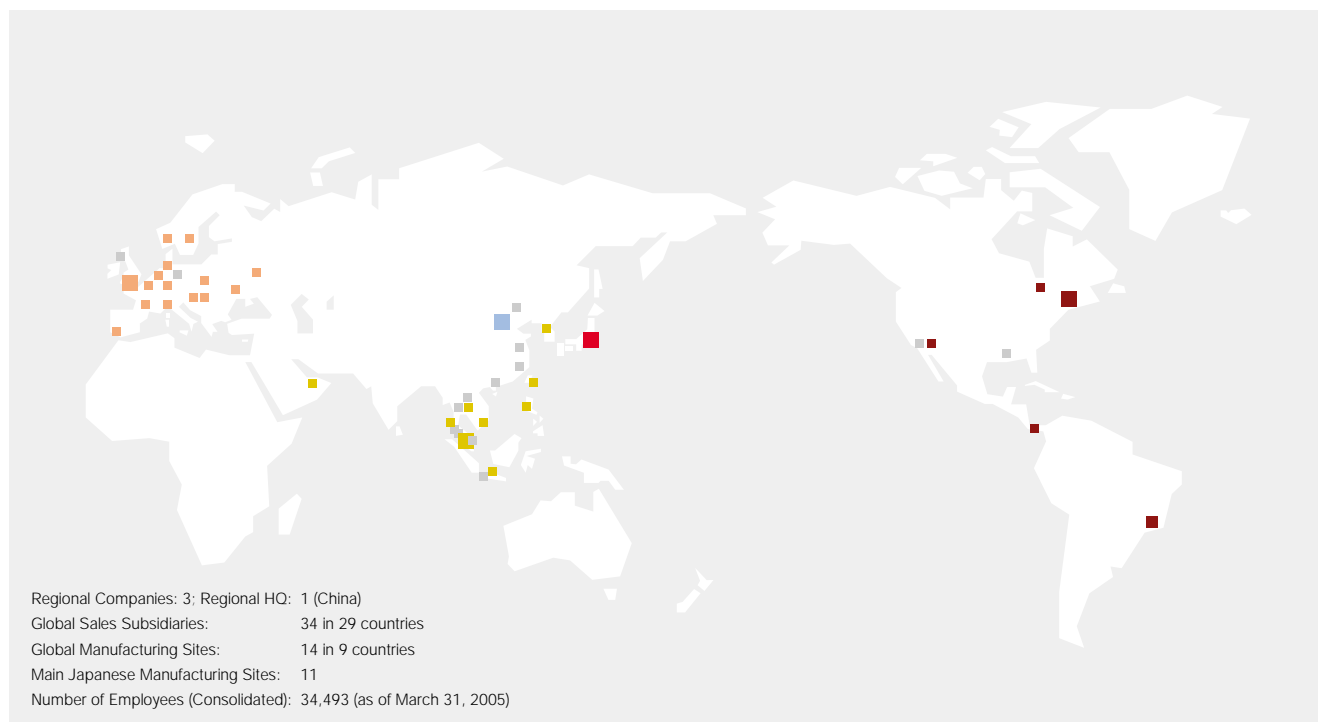 Regional Companies: 3; Regional HQ: 1 (China)
Global Sales Subsidiaries: 34 in 29 countries
Global Manufacturing Sites: 14 in 9 countries
Main Japanese Manufacturing Sites: 11
Number of Employees (Consolidated): 34,493 (as of March 31, 2005)